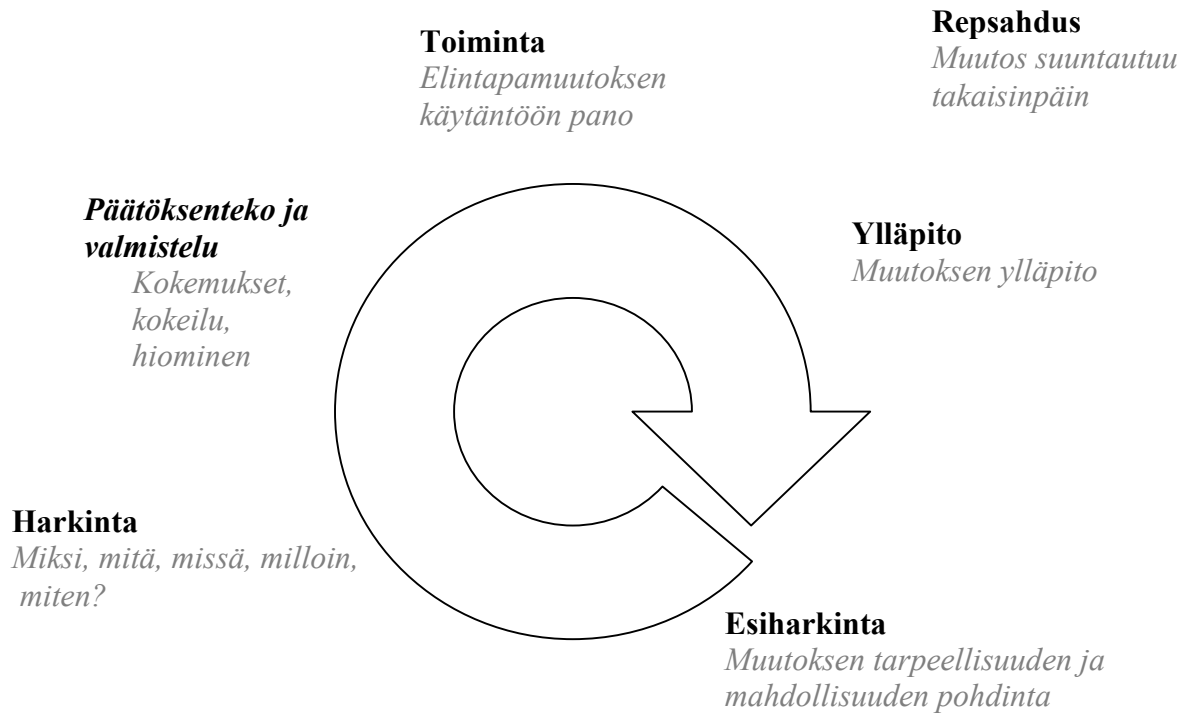 Toiminta
Elintapamuutoksen
käytäntöön pano
Repsahdus
Muutos suuntautuu
takaisinpäin
Päätöksenteko ja
valmistelu
Kokemukset,
kokeilu,
hiominen
Ylläpito
Muutoksen ylläpito
Harkinta
Miksi, mitä, missä, milloin,
miten?
Esiharkinta
Muutoksen tarpeellisuuden ja
mahdollisuuden pohdinta